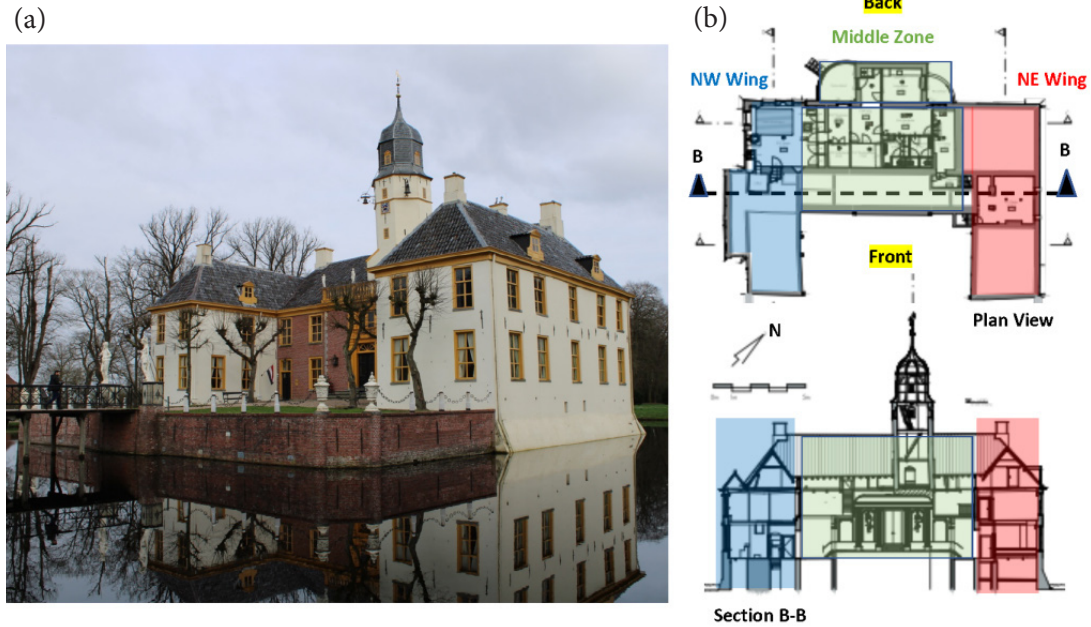 (a)
(b)
Back
Middle Zone
NW Wing
NE Wing
B
B
Front
N
Plan View
Section B-B